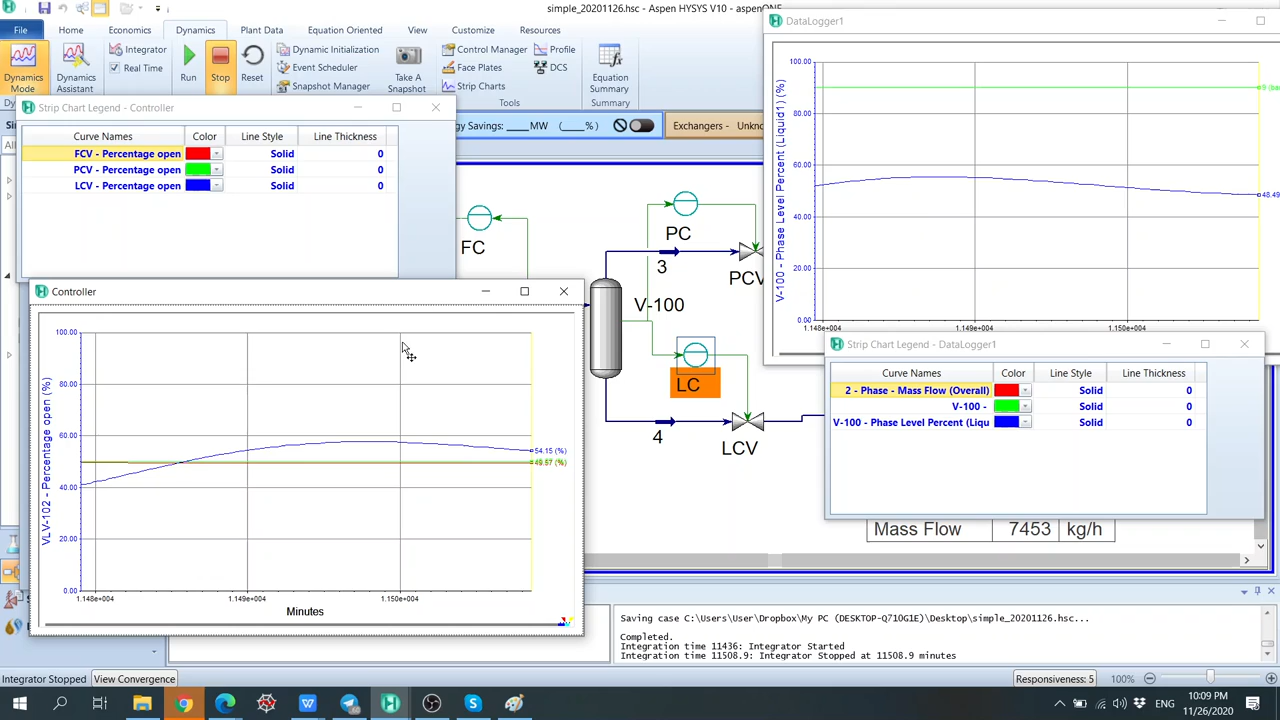 simple_20201126.hsc - Aspen HYSYS V10 - aspenONE
DataLogger1
File
Home
Economics
Dynamics
Plant Data
Equation Oriented
View
Customize
Resources
Dynamics
Mode
Dynamics
Assistant
Integrator
Real Time
Run
Stop
Reset
Dynamic Initialization
Event Scheduler
Snapshot Manager
Take A
Snapshot
Control Manager
Face Plates
Strip Charts
Profile
DCS
Tools
Equation
Summary
Summary
Strip Chart Legend - Controller
gy Savings: ____MW (____%)
Exchangers - Unkno
Curve Names
Color
Line Style
Line Thickness
FCV - Percentage open
Solid
0
PCV - Percentage open
Solid
0
LCV - Percentage open
Solid
0
FC
PC
3
PCV
V-100
LC
4
LCV
Mass Flow
7453
kg/h
V-100 - Phase Level Percent (Liquid1) (%)
100.00
80.00
60.00
40.00
20.00
0.00
48.49
1.148e+004
1.149e+004
1.150e+004
Strip Chart Legend - DataLogger1
Curve Names
Color
Line Style
Line Thickness
2 - Phase - Mass Flow (Overall)
Solid
0
V-100 -
Solid
0
V-100 - Phase Level Percent (Liqu
Solid
0
Controller
VLV-102 - Percentage open (%)
100.00
80.00
60.00
40.00
20.00
0.00
54.15 (%)
1.148e+004
1.149e+004
1.150e+004
Minutes
Saving case C:\Users\User\Dropbox\My PC (DESKTOP-Q710G1E)\Desktop\simple_20201126.hsc...
Completed.
Integration time 11436: Integrator Started
Integration time 11508.9: Integrator Stopped at 11508.9 minutes
Integrator Stopped
View Convergence
Responsiveness: 5
100%
ENG
10:09 PM
11/26/2020